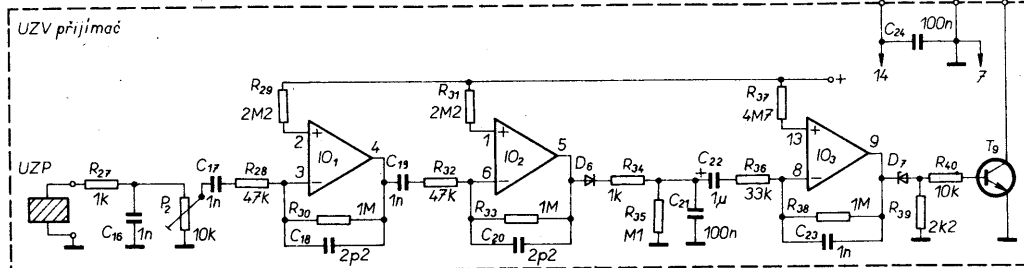 UZV přijímač
C24
100n
14
7
+
R29
2M2
R31
2M2
R37
4M7
+
2
4
IO1
3
−
+
1
5
IO2
6
−
+
13
9
IO3
8
−
T9
UZP
R27
1k
C16
1n
P2
10k
C17
1n
R28
47k
R30
1M
C18
2p2
C19
1n
R32
47k
R33
1M
C20
2p2
D6
R34
1k
R35
M1
C21
100n
C22
+
1µ
R36
33k
R38
1M
C23
1n
D7
R39
2k2
R40
10k